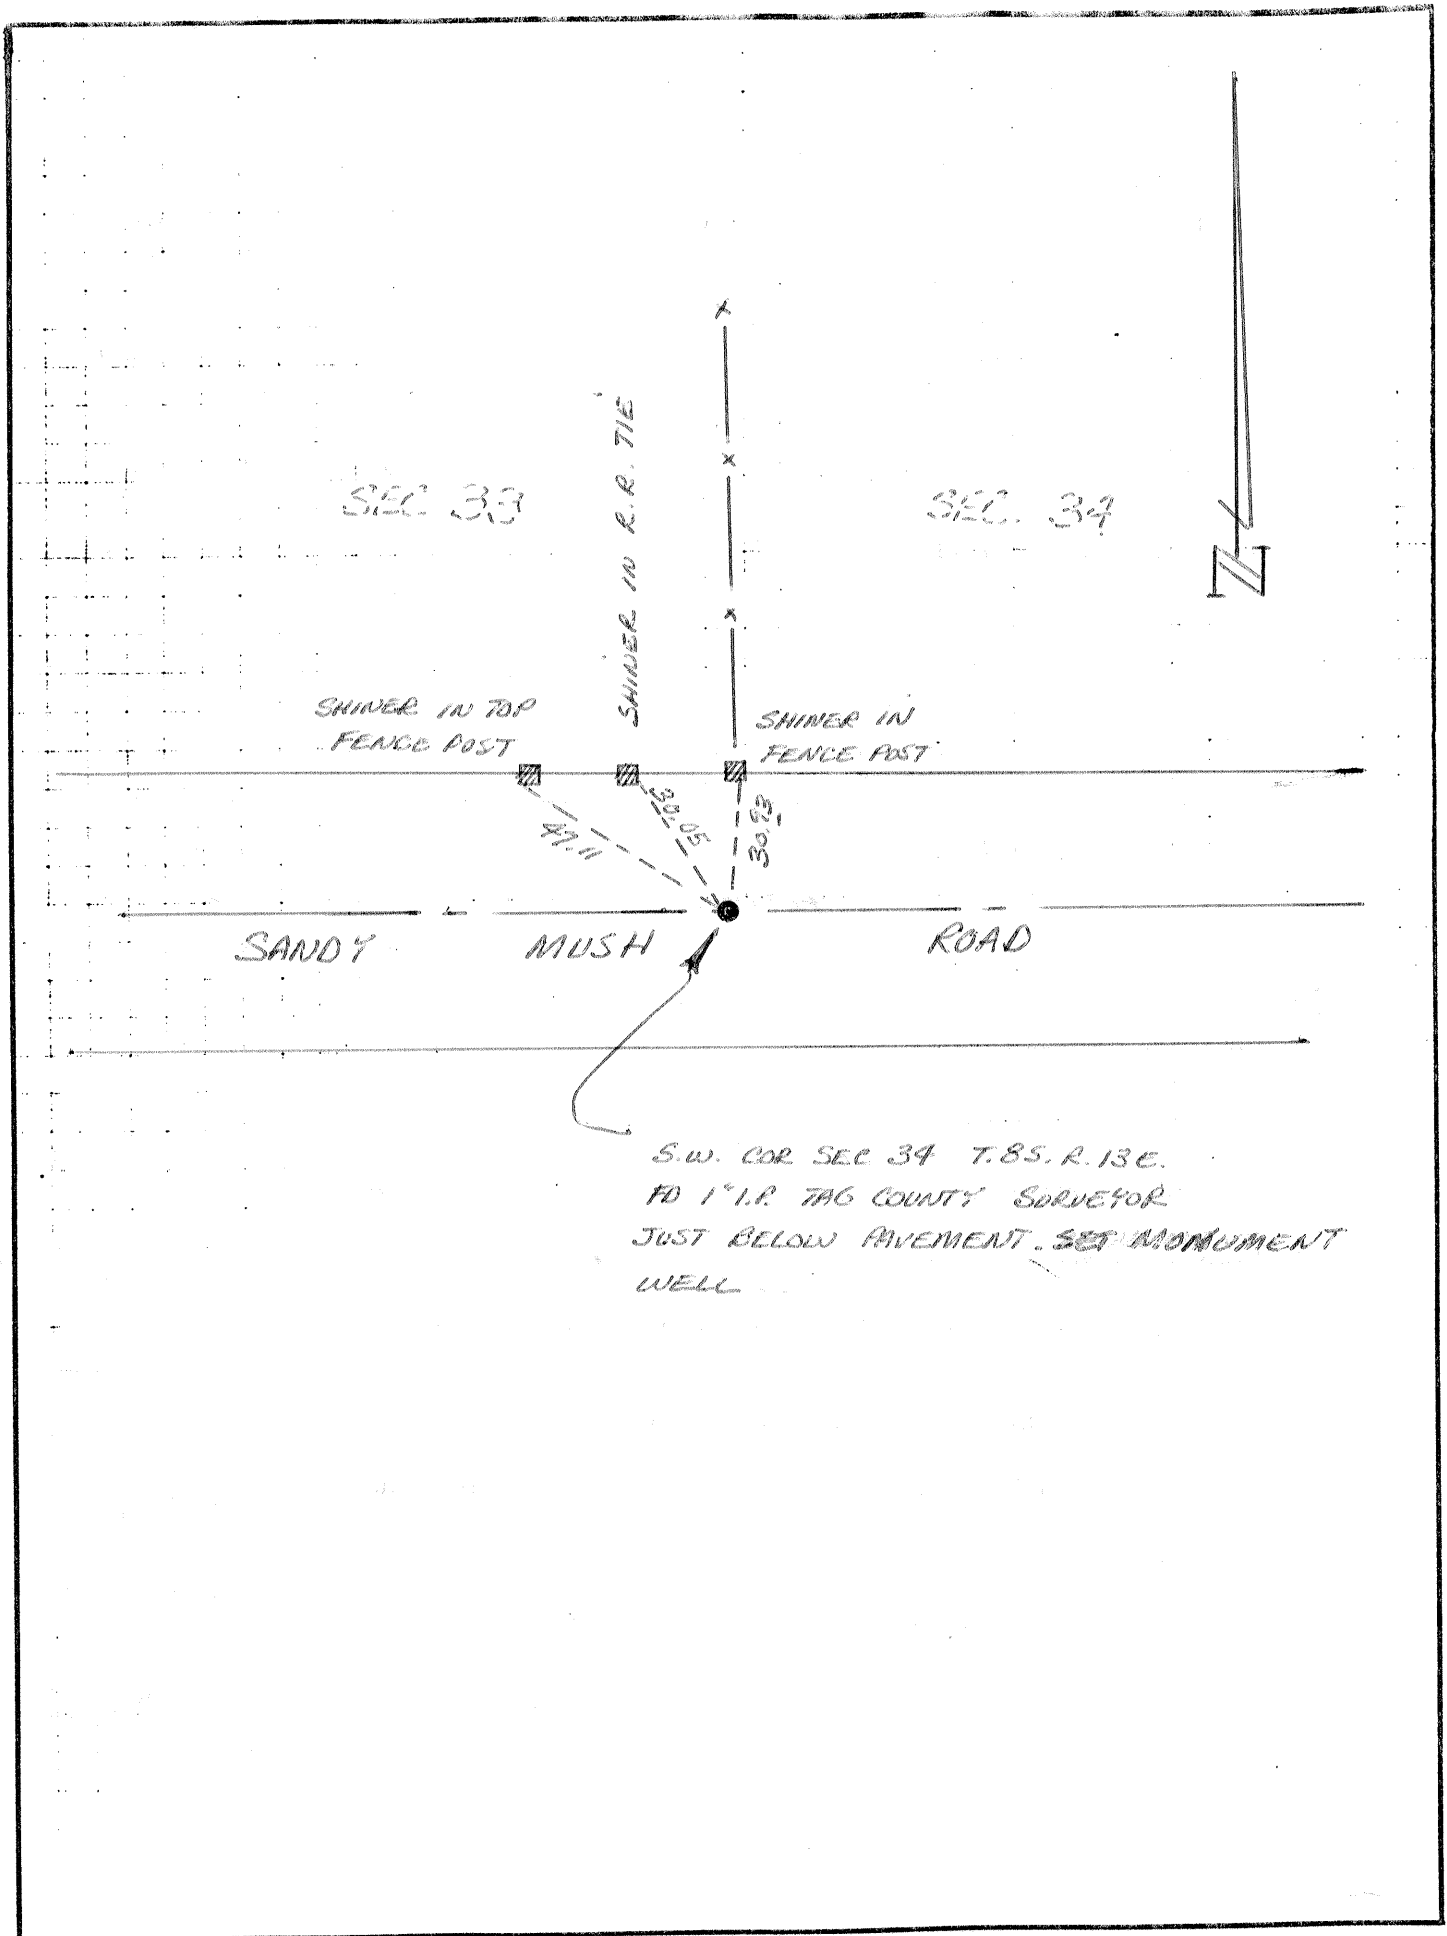 SEC 33
SHINER IN R.R. TIE
SEC. 34
N
SHINER IN TOP
FENCE POST
SHINER IN
FENCE POST
47.11
30.05
30.93
SANDY MUSH ROAD
S.W. COR SEC 34 T.8S. R.13E.
FD 1" I.P. TAG COUNTY SURVEYOR
JUST BELOW PAVEMENT. SET MONUMENT
WELL